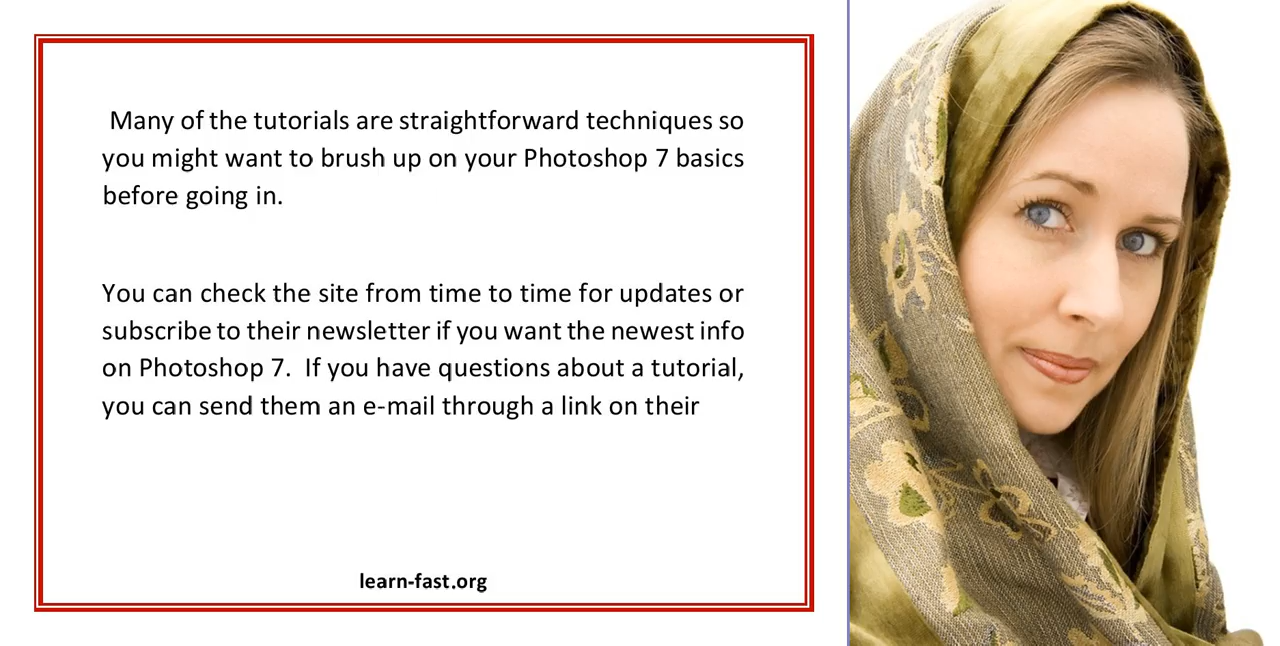 Many of the tutorials are straightforward techniques so
you might want to brush up on your Photoshop 7 basics
before going in.
You can check the site from time to time for updates or
subscribe to their newsletter if you want the newest info
on Photoshop 7.  If you have questions about a tutorial,
you can send them an e-mail through a link on their
learn-fast.org